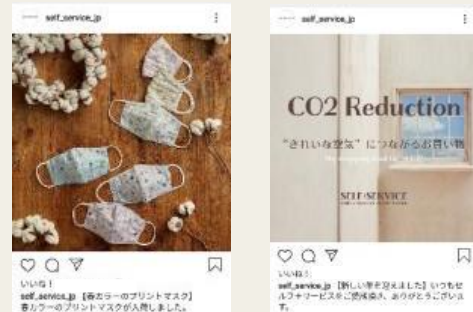 self_service_jp
いいね！
self_service_jp 【春カラーのプリントマスク】
春カラーのプリントマスクが入荷しました。
self_service_jp
CO2 Reduction
“きれいな空気”につながるお買い物
SELF+SERVICE
いいね！
self_service_jp 【新しい年を迎えました】いつもセ
ルフ+サービスをご愛顧頂き、ありがとうございま
す。